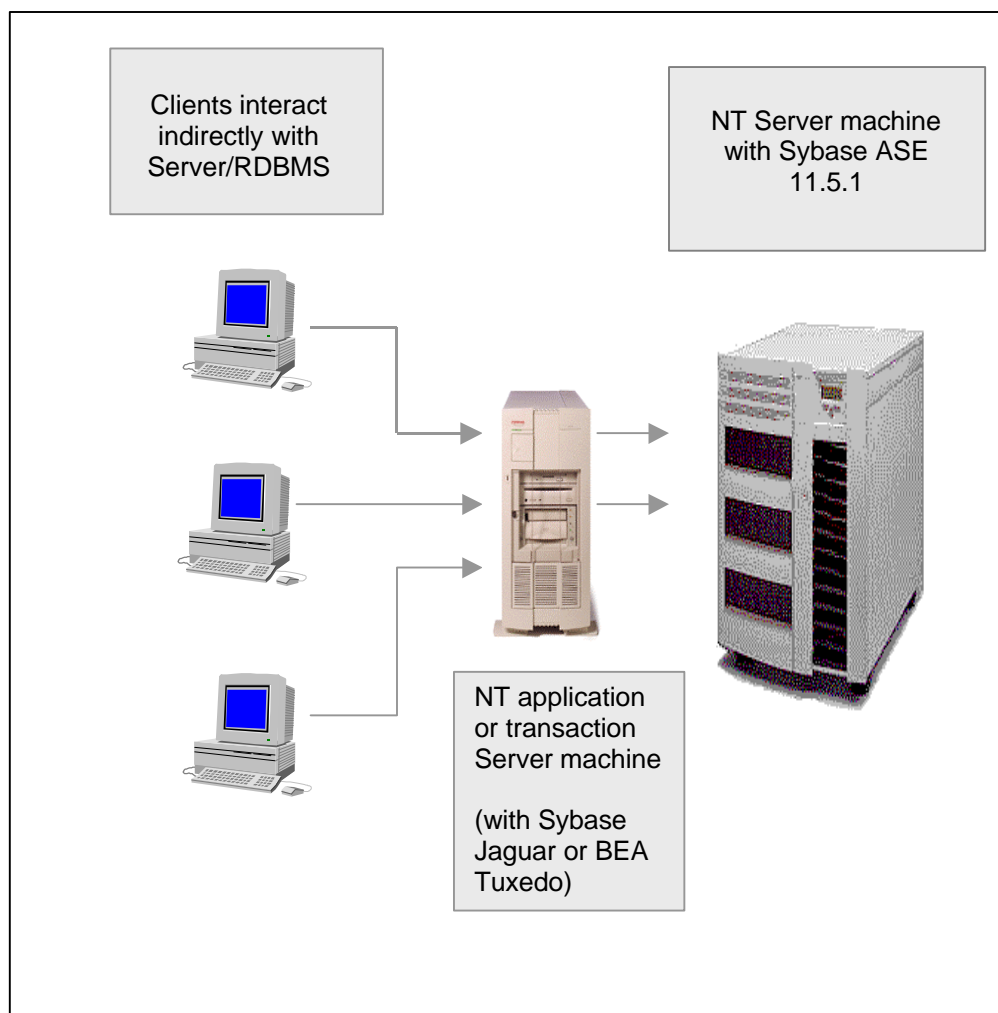 Clients interact
indirectly with
Server/RDBMS
NT Server machine
with Sybase ASE
11.5.1
NT application
or transaction
Server machine
(with Sybase
Jaguar or BEA
Tuxedo)